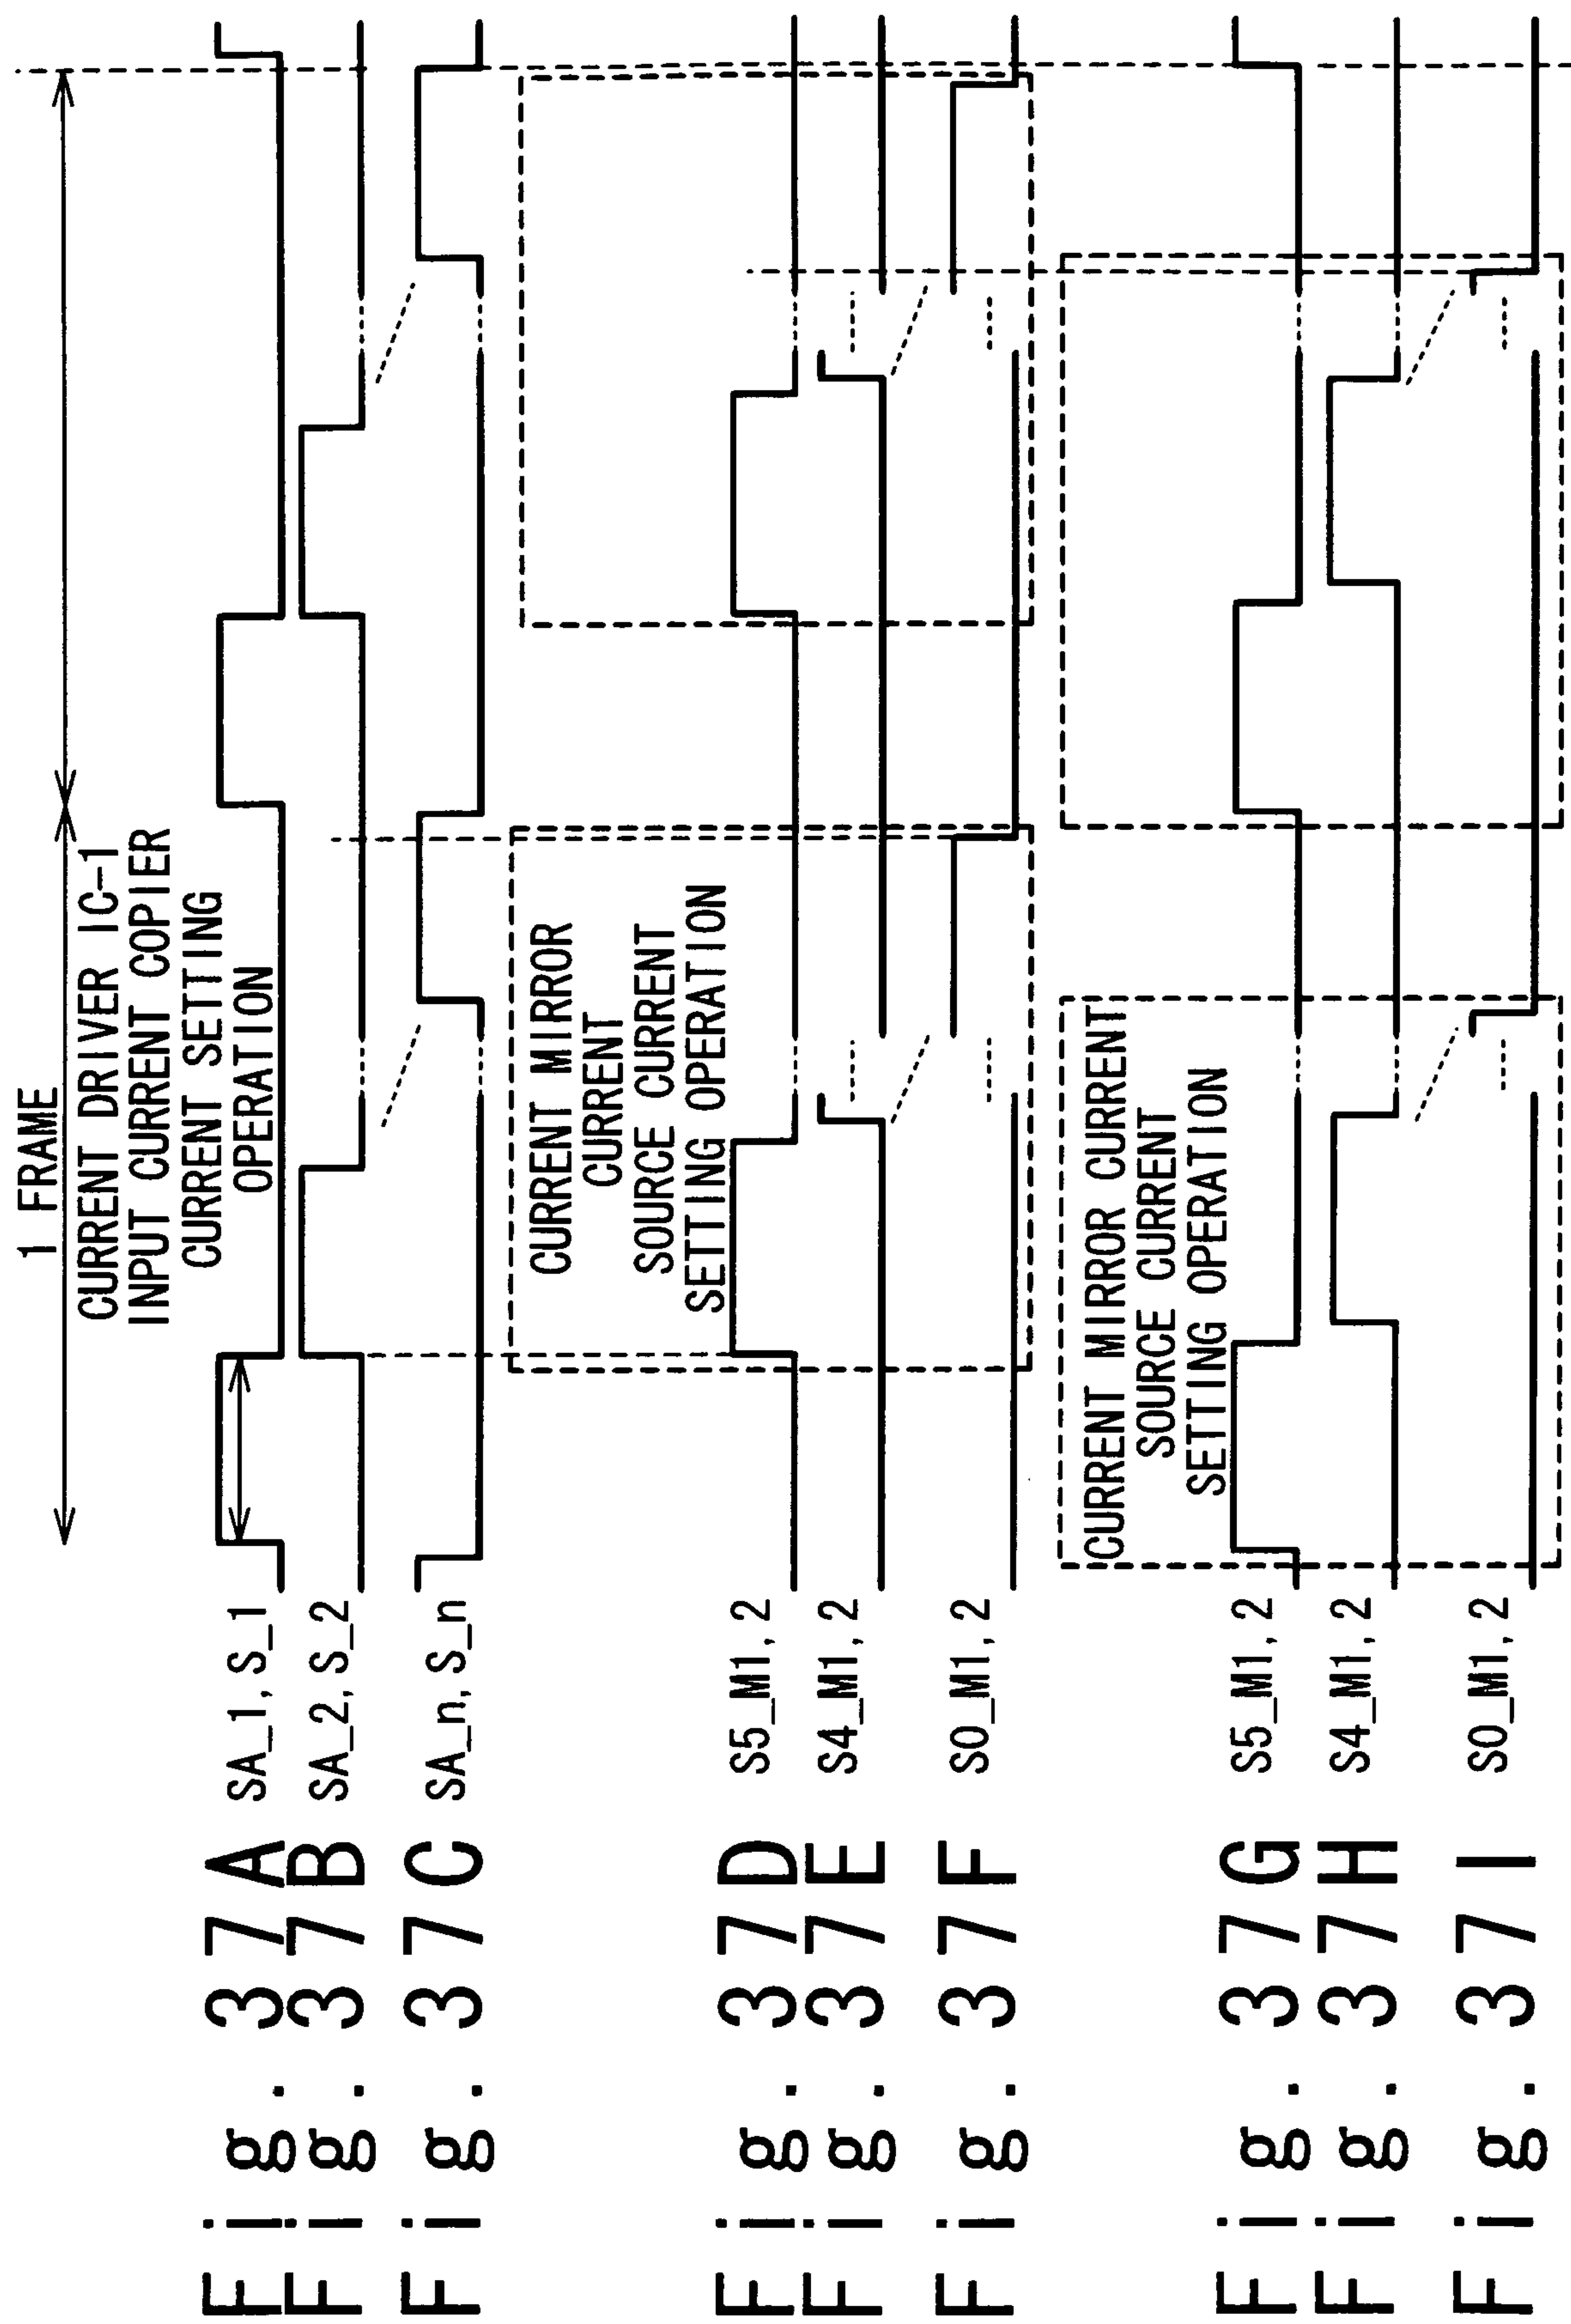 1 FRAME
CURRENT DRIVER IC-1
INPUT CURRENT COPIER
CURRENT SETTING
OPERATION
Fig. 37A SA_1, S_1
Fig. 37B SA_2, S_2
Fig. 37C SA_n, S_n
CURRENT MIRROR
CURRENT
SOURCE CURRENT
SETTING OPERATION
Fig. 37D S5_M1, 2
Fig. 37E S4_M1, 2
Fig. 37F S0_M1, 2
CURRENT MIRROR CURRENT
SOURCE CURRENT
SETTING OPERATION
Fig. 37G S5_M1, 2
Fig. 37H S4_M1, 2
Fig. 37I S0_M1, 2